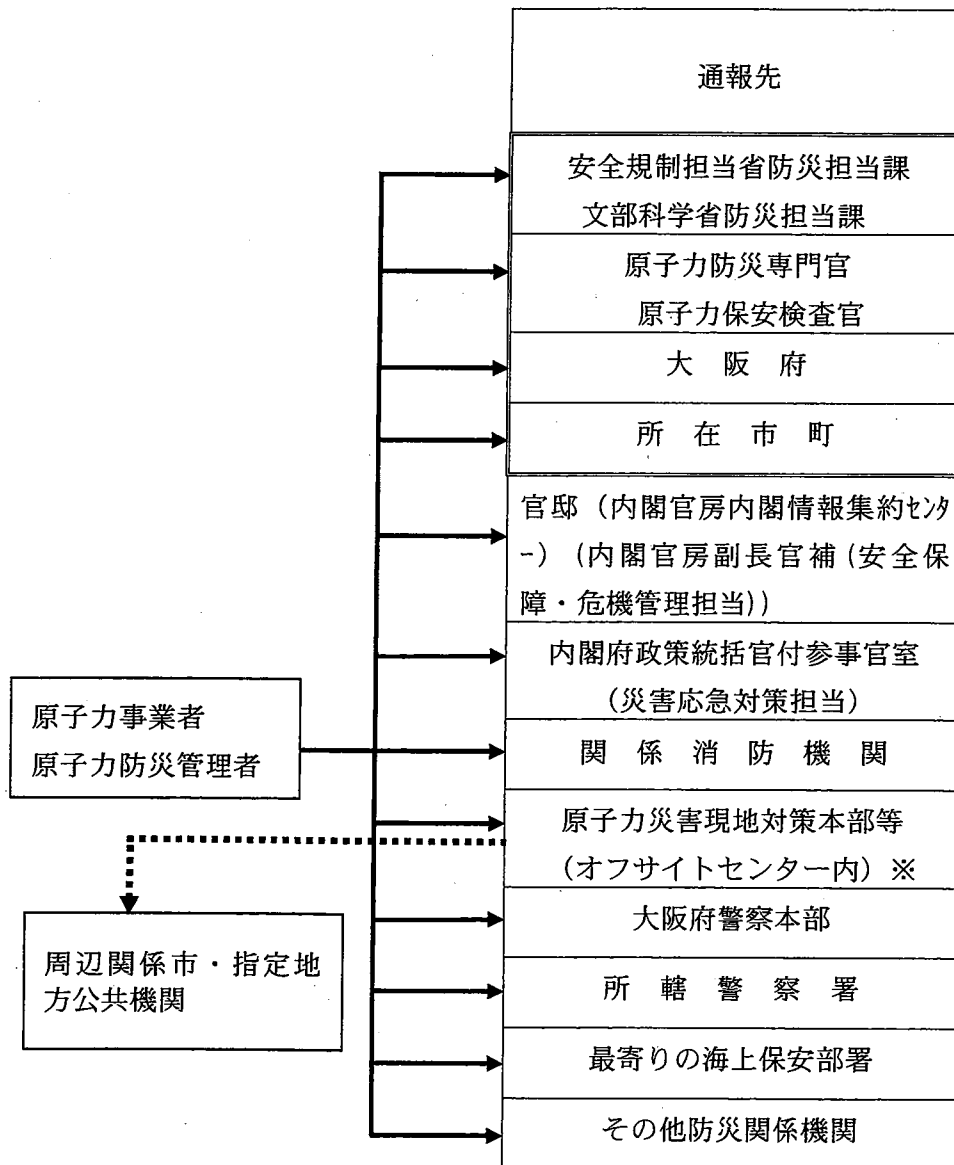 通報先
安全規制担当省防災担当課
文部科学省防災担当課
原子力防災専門官
原子力保安検査官
大阪府
所在市町
官邸（内閣官房内閣情報集約ｾﾝﾀ
ｰ）（内閣官房副長官補（安全保
障・危機管理担当））
内閣府政策統括官付参事官室
（災害応急対策担当）
関係消防機関
原子力災害現地対策本部等
（オフサイトセンター内）※
大阪府警察本部
所轄警察署
最寄りの海上保安部署
その他防災関係機関
原子力事業者
原子力防災管理者
周辺関係市・指定地
方公共機関